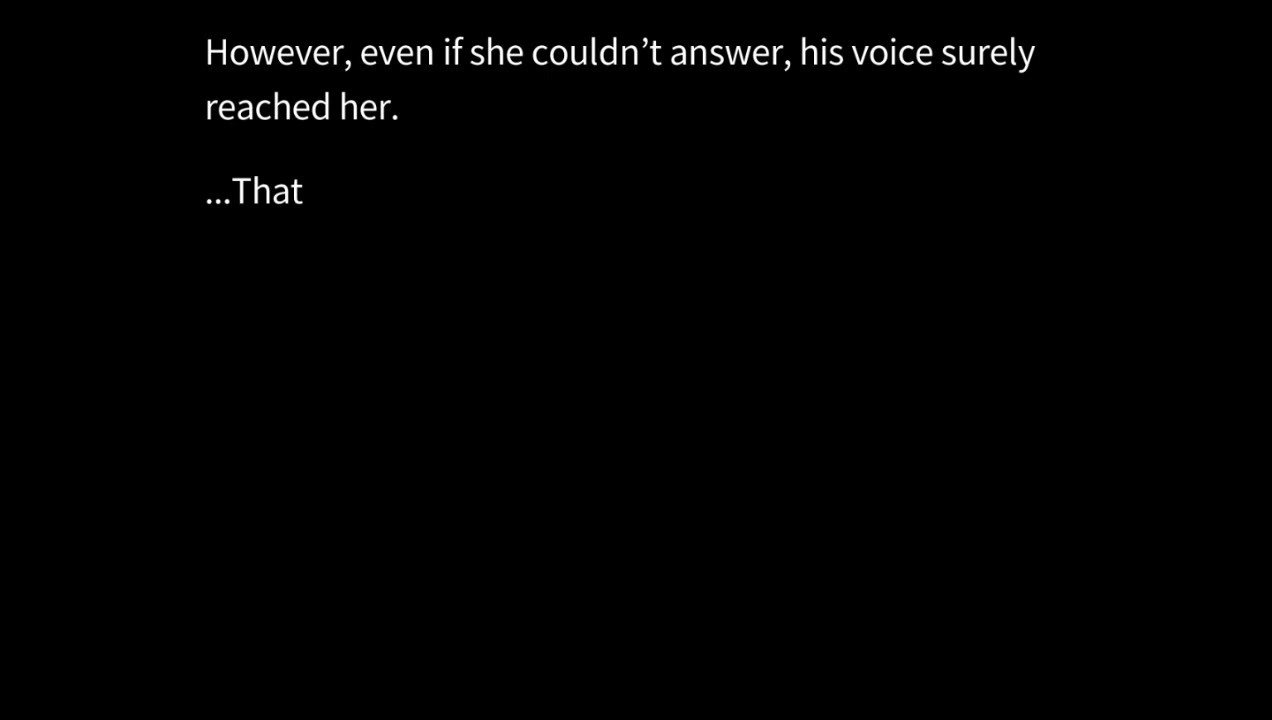 However, even if she couldn’t answer, his voice surely
reached her.
...That